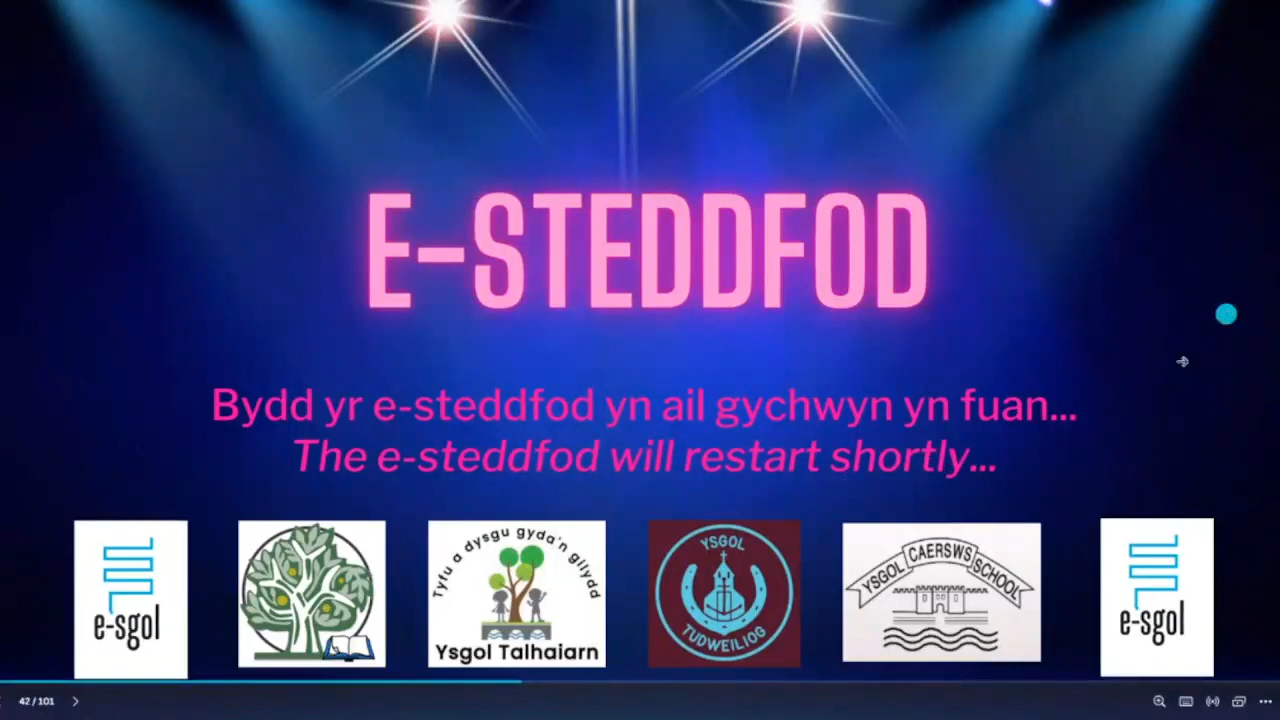 E-STEDDFOD
Bydd yr e-steddfod yn ail gychwyn yn fuan...
The e-steddfod will restart shortly...
e-sgol
Tyfu a dysgu gyda'n gilydd
Ysgol Talhaiarn
YSGOL
TUDWEILIOG
YSGOL CAERSWS SCHOOL
e-sgol
42 / 101